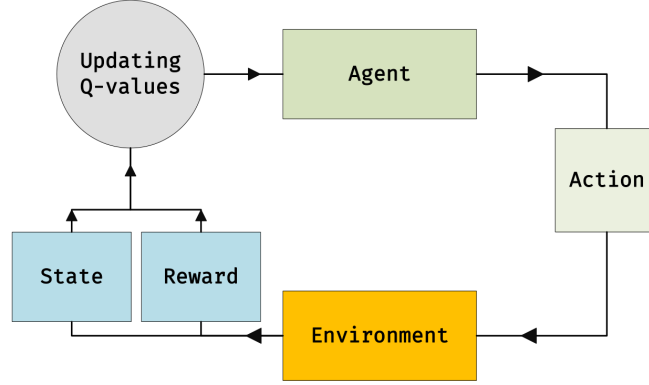 Updating
Q-values
Agent
Action
State
Reward
Environment